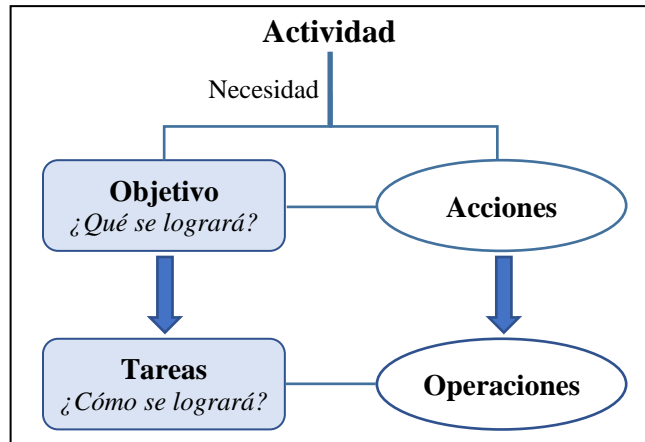 Actividad
Necesidad
Objetivo
¿Qué se logrará?
Acciones
Tareas
¿Cómo se logrará?
Operaciones